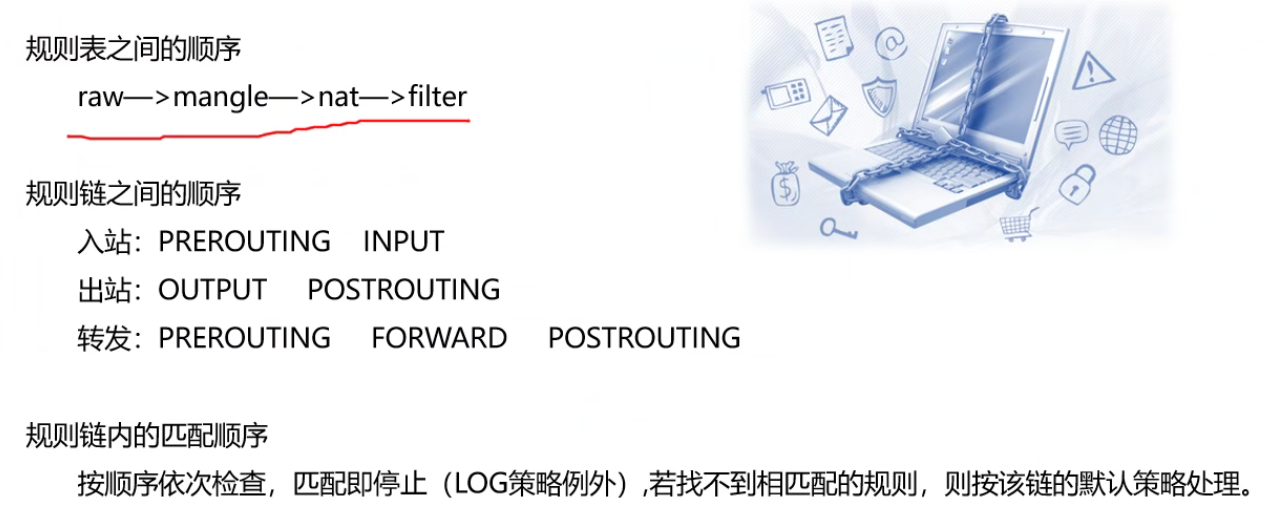 规则表之间的顺序
raw—>mangle—>nat—>filter
规则链之间的顺序
入站：PREROUTING INPUT
出站：OUTPUT POSTROUTING
转发：PREROUTING FORWARD POSTROUTING
规则链内的匹配顺序
按顺序依次检查，匹配即停止（LOG策略例外）,若找不到相匹配的规则，则按该链的默认策略处理。